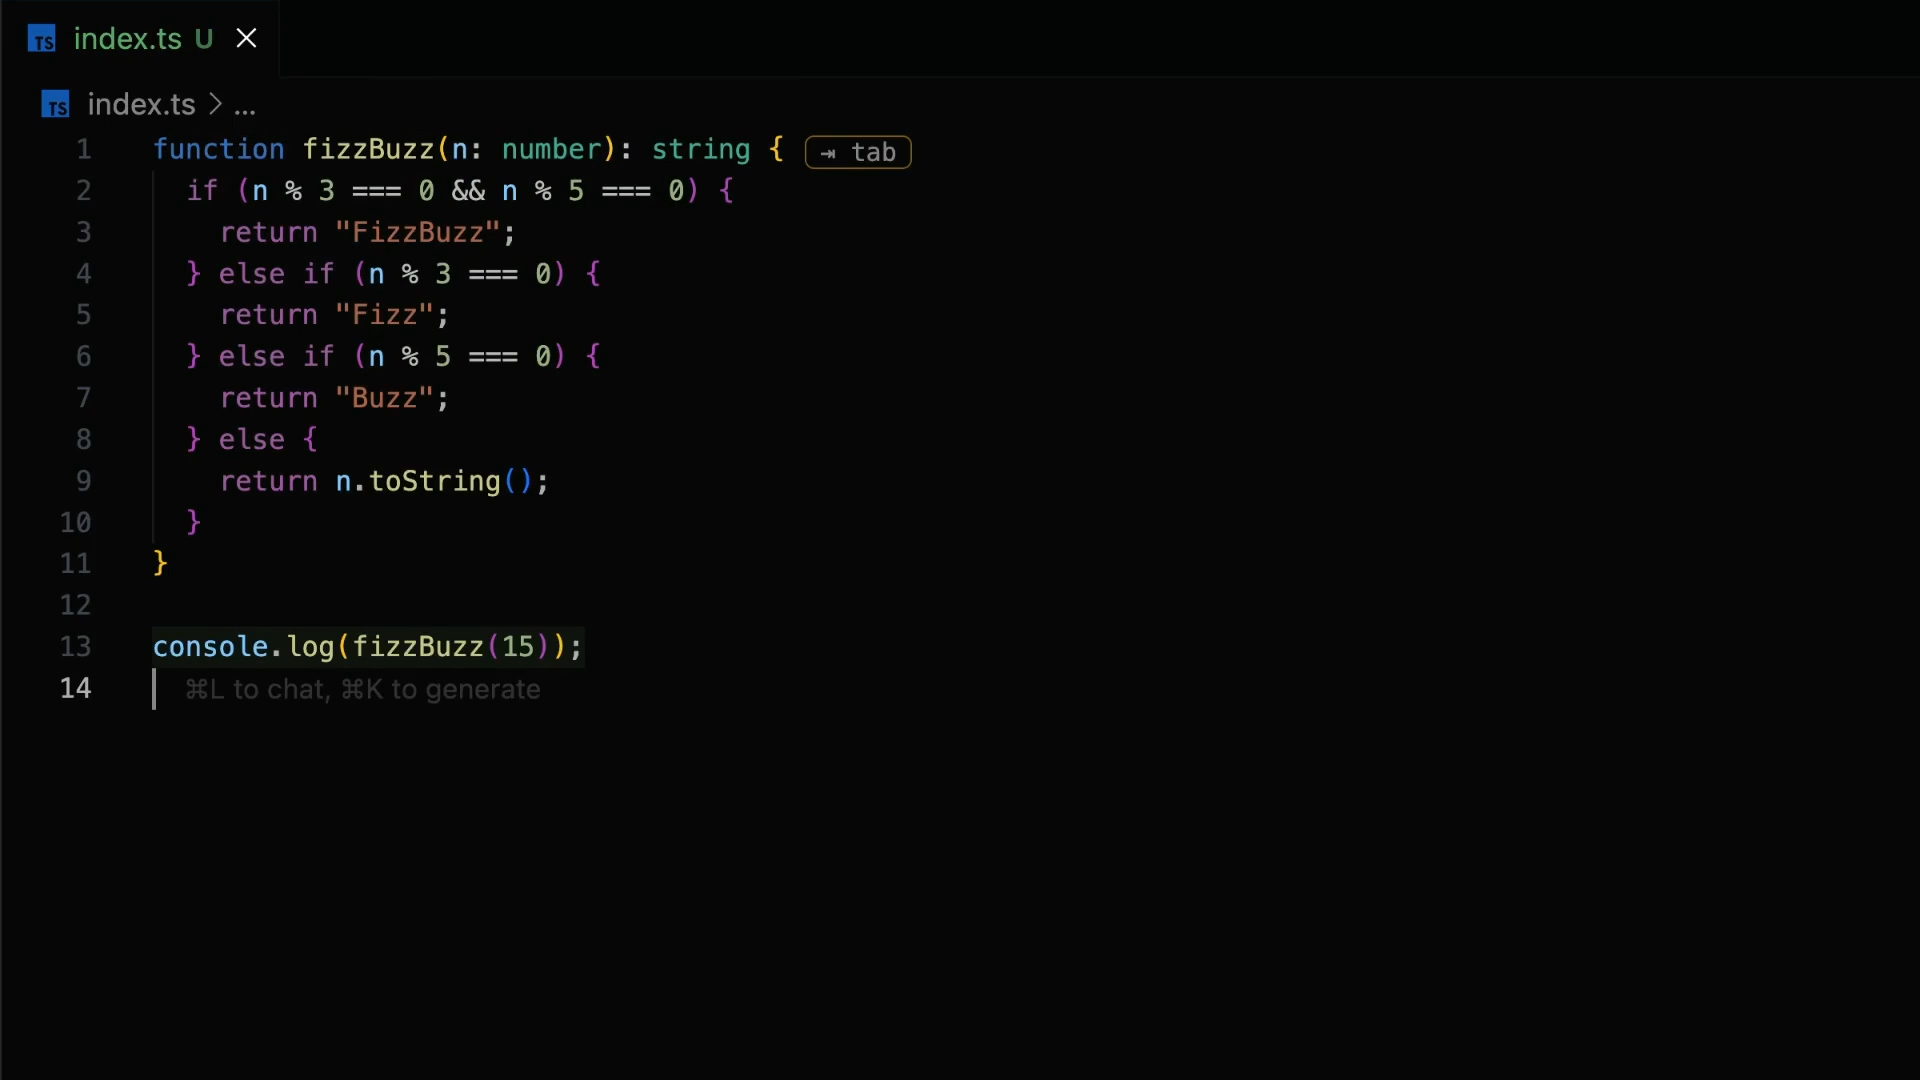 TS index.ts U
TS index.ts > ...
1 function fizzBuzz(n: number): string { ⇥ tab
2 if (n % 3 === 0 && n % 5 === 0) {
3 return "FizzBuzz";
4 } else if (n % 3 === 0) {
5 return "Fizz";
6 } else if (n % 5 === 0) {
7 return "Buzz";
8 } else {
9 return n.toString();
10 }
11 }
12
13 console.log(fizzBuzz(15));
14 ⌘L to chat, ⌘K to generate